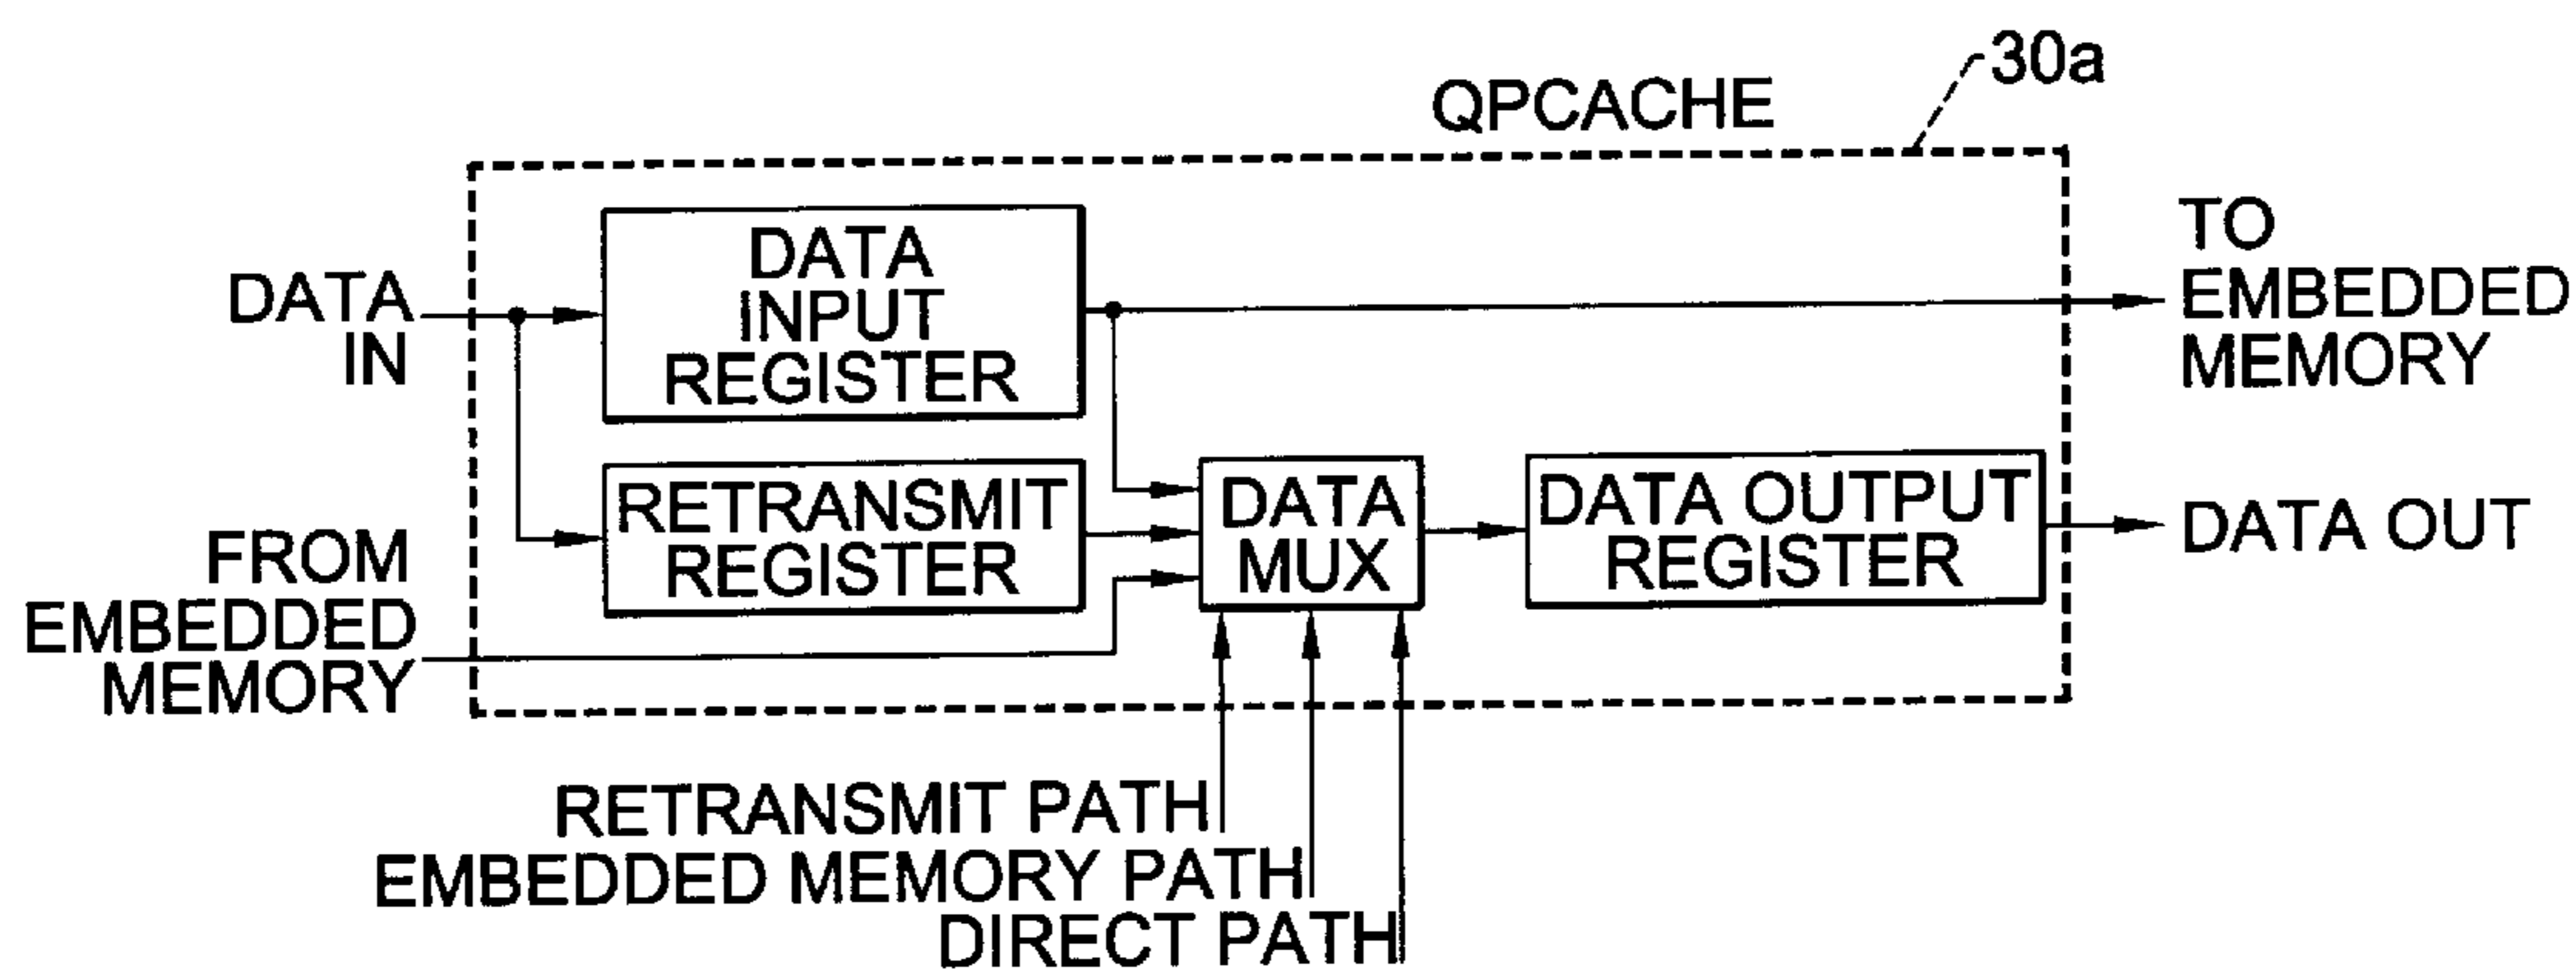 30a
QPCACHE
DATA
IN
DATA
INPUT
REGISTER
TO
EMBEDDED
MEMORY
RETRANSMIT
REGISTER
DATA
MUX
DATA OUTPUT
REGISTER
DATA OUT
FROM
EMBEDDED
MEMORY
RETRANSMIT PATH
EMBEDDED MEMORY PATH
DIRECT PATH